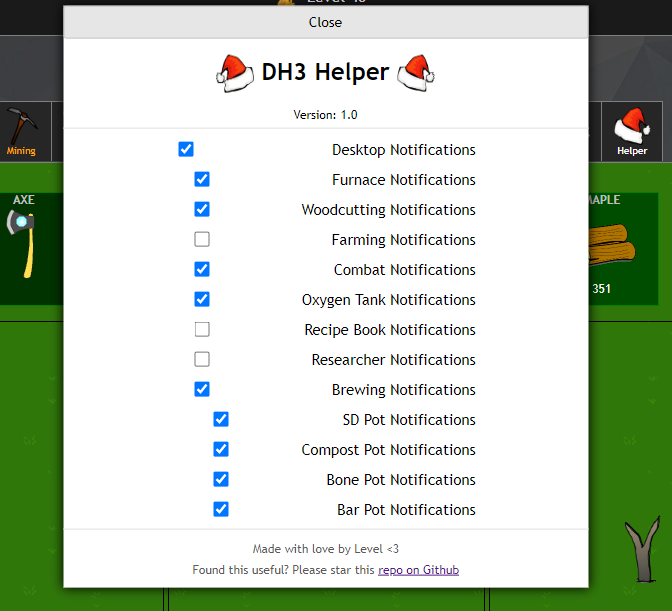 Close
DH3 Helper
Version: 1.0
Mining
Helper
AXE
351
Desktop Notifications
Furnace Notifications
Woodcutting Notifications
Farming Notifications
Combat Notifications
Oxygen Tank Notifications
Recipe Book Notifications
Researcher Notifications
Brewing Notifications
SD Pot Notifications
Compost Pot Notifications
Bone Pot Notifications
Bar Pot Notifications
Made with love by Level <3
Found this useful? Please star this repo on Github